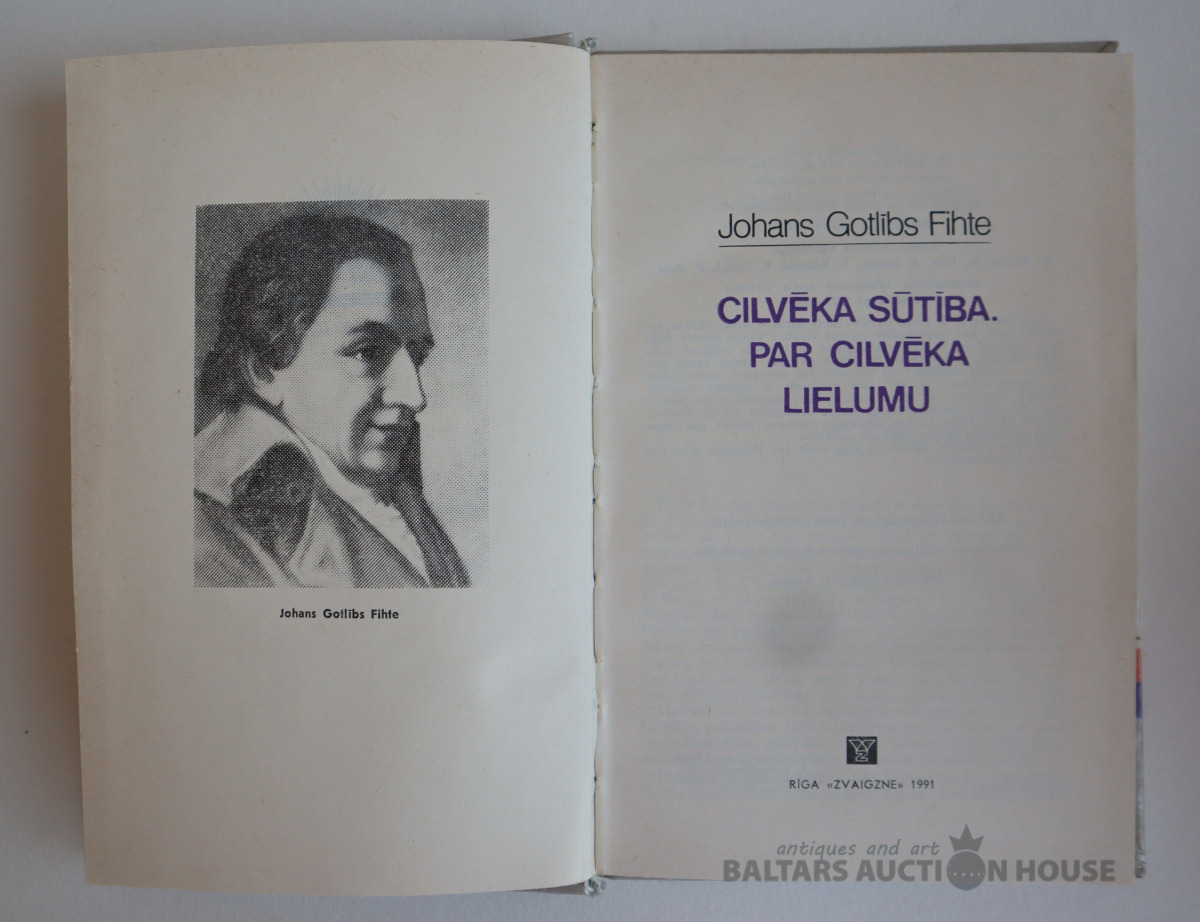 Johans Gotlībs Fihte
Johans Gotlībs Fihte
CILVĒKA SŪTĪBA.
PAR CILVĒKA
LIELUMU
RĪGA «ZVAIGZNE» 1991
antiques and art
BALTARS AUCTION HOUSE